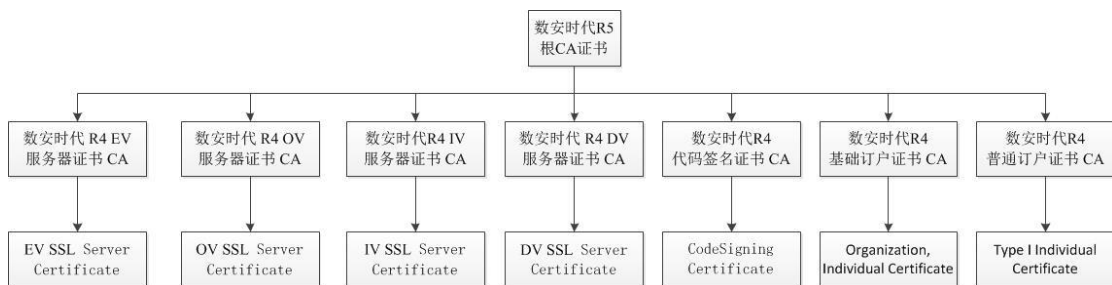 数安时代R5
根CA证书
数安时代 R4 EV
服务器证书 CA
数安时代 R4 OV
服务器证书 CA
数安时代R4 IV
服务器证书 CA
数安时代 R4 DV
服务器证书 CA
数安时代R4
代码签名证书 CA
数安时代R4
基础订户证书 CA
数安时代R4
普通订户证书 CA
EV SSL Server
Certificate
OV SSL Server
Certificate
IV SSL Server
Certificate
DV SSL Server
Certificate
CodeSigning
Certificate
Organization,
Individual Certificate
Type I Individual
Certificate